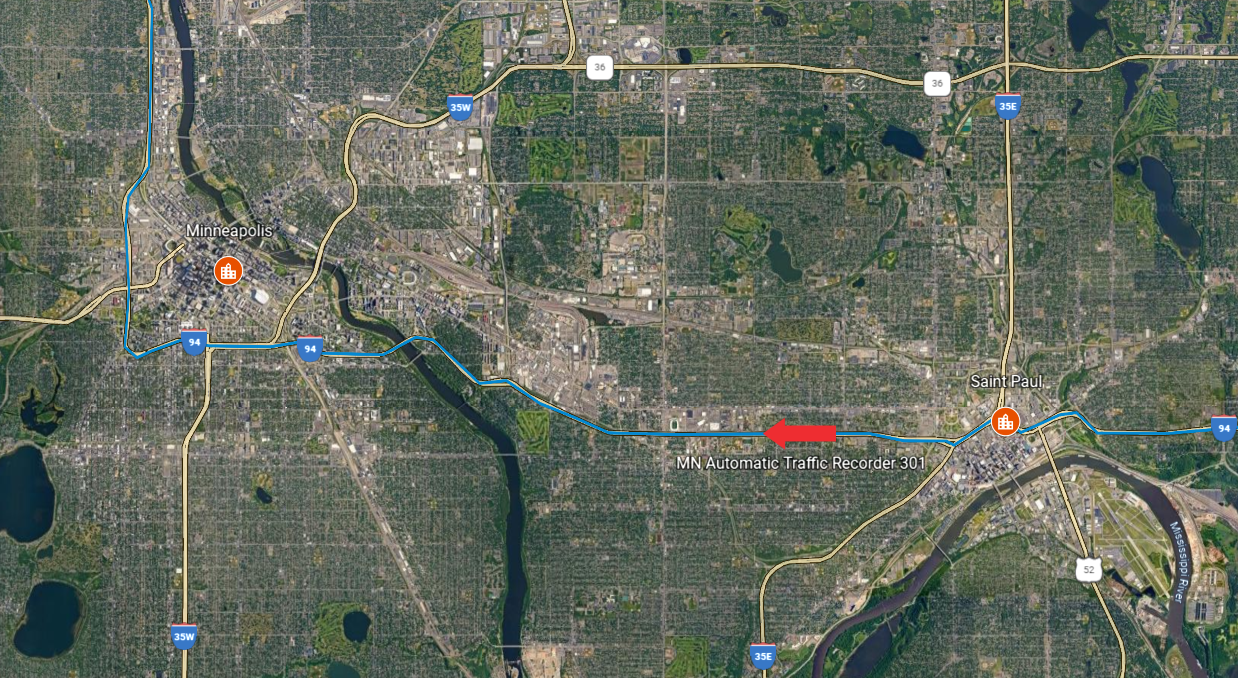 36
36
35W
35E
Minneapolis
94
94
Saint Paul
94
MN Automatic Traffic Recorder 301
Mississippi River
52
35W
35E